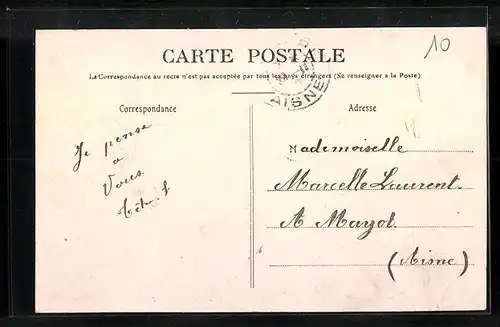 10
CARTE POSTALE
La Correspondance au recto n'est pas acceptée par tous les pays étrangers (Se renseigner à la Poste)
AISNE
Correspondance
Adresse
Je pense
a
Vous
Mademoiselle
Marcelle Laurent.
A Mayot.
(Aisne)